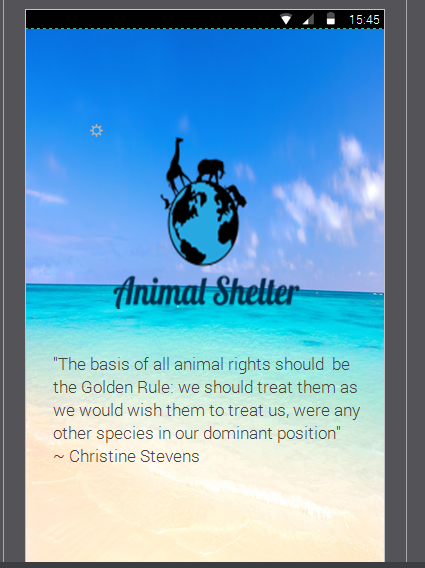 15:45
Animal Shelter
"The basis of all animal rights should  be
the Golden Rule: we should treat them as
we would wish them to treat us, were any
other species in our dominant position"
~ Christine Stevens